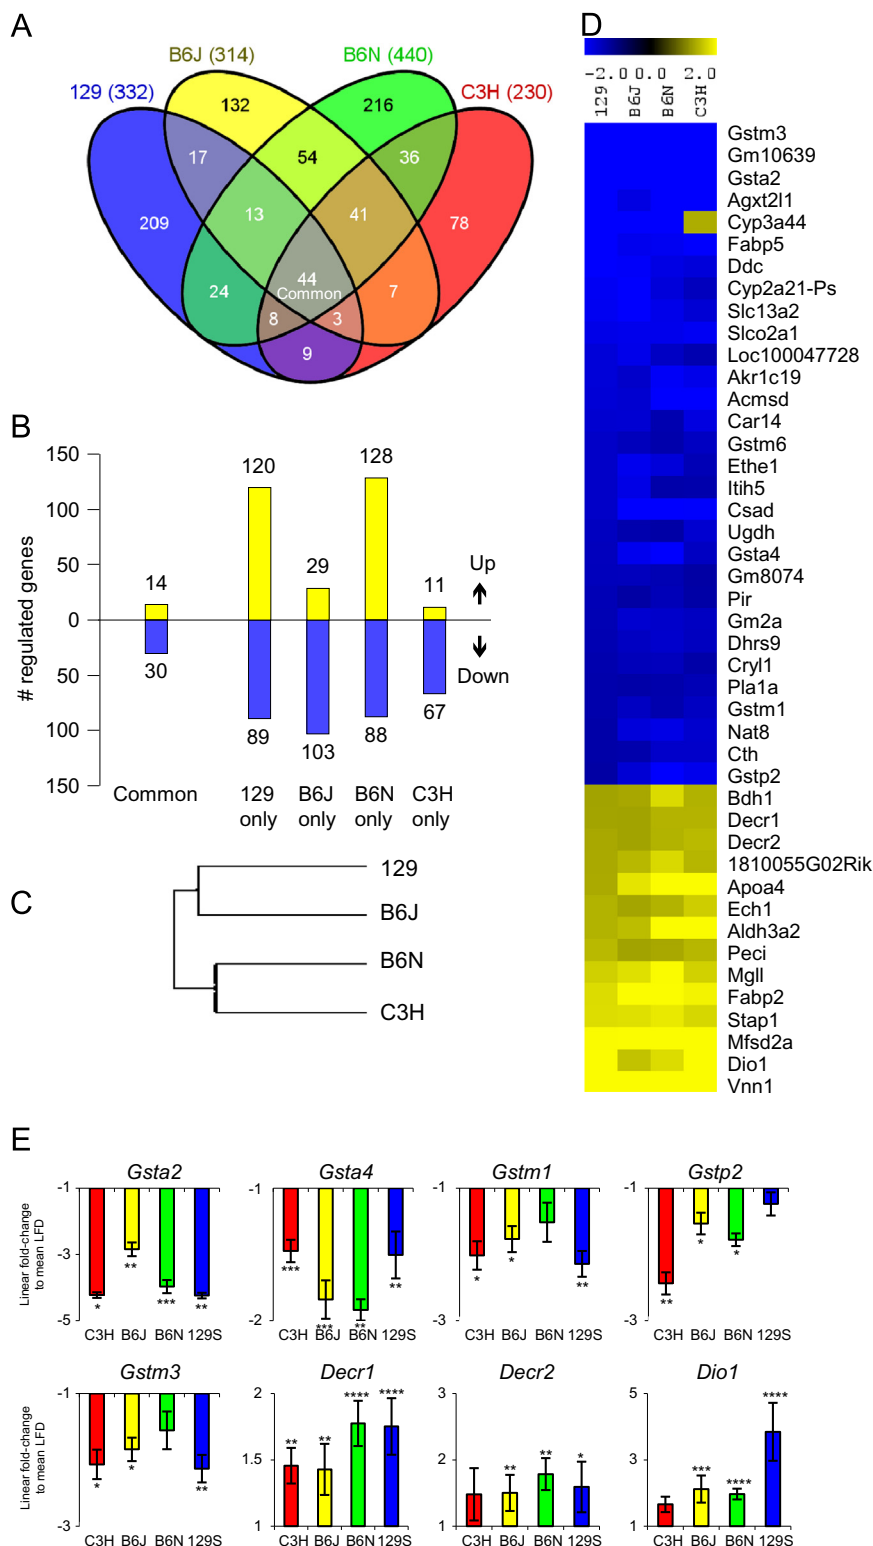 A
B6J (314)
B6N (440)
129 (332)
C3H (230)
132
216
17
54
36
209
13
41
78
44
Common
24
7
8
3
9
B
# regulated genes
150
100
50
0
50
100
150
14
120
29
128
11
Up
Down
30
89
103
88
67
Common
129 only
B6J only
B6N only
C3H only
C
129
B6J
B6N
C3H
D
-2.0 0.0 2.0
129 B6J B6N C3H
Gstm3
Gm10639
Gsta2
Agxt2l1
Cyp3a44
Fabp5
Ddc
Cyp2a21-Ps
Slc13a2
Slco2a1
Loc100047728
Akr1c19
Acmsd
Car14
Gstm6
Ethe1
Itih5
Csad
Ugdh
Gsta4
Gm8074
Pir
Gm2a
Dhrs9
Cryl1
Pla1a
Gstm1
Nat8
Cth
Gstp2
Bdh1
Decr1
Decr2
1810055G02Rik
Apoa4
Ech1
Aldh3a2
Peci
Mgll
Fabp2
Stap1
Mfsd2a
Dio1
Vnn1
E
Gsta2
Linear fold-change
to mean LFD
-1
-3
-5
* ** *** **
C3H B6J B6N 129S
Gsta4
-1
-2
*** *** ** **
C3H B6J B6N 129S
Gstm1
-1
-3
* * **
C3H B6J B6N 129S
Gstp2
-1
-3
** * *
C3H B6J B6N 129S
Gstm3
Linear fold-change
to mean LFD
-1
-3
* * **
C3H B6J B6N 129S
Decr1
2
1.5
1
** ** **** ****
C3H B6J B6N 129S
Decr2
3
2
1
** ** *
C3H B6J B6N 129S
Dio1
5
3
1
*** **** ****
C3H B6J B6N 129S